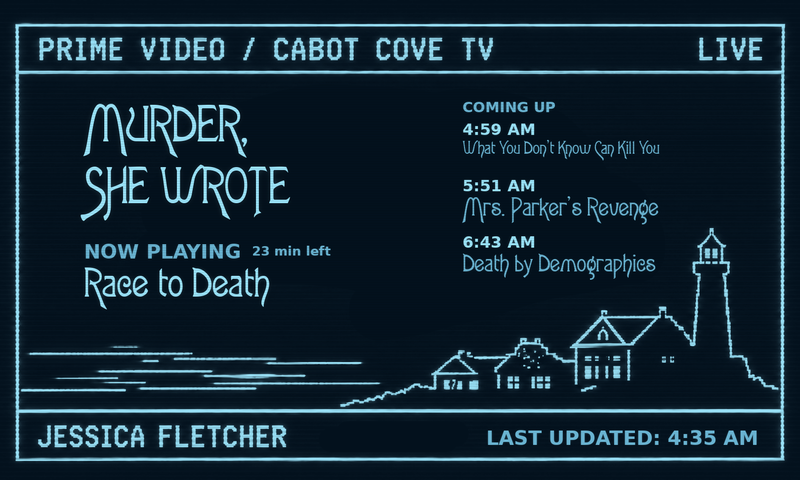 PRIME VIDEO / CABOT COVE TV
LIVE
MURDER,
SHE WROTE
NOW PLAYING 23 min left
Race to Death
COMING UP
4:59 AM
What You Don't Know Can Kill You
5:51 AM
Mrs. Parker's Revenge
6:43 AM
Death by Demographics
JESSICA FLETCHER
LAST UPDATED: 4:35 AM